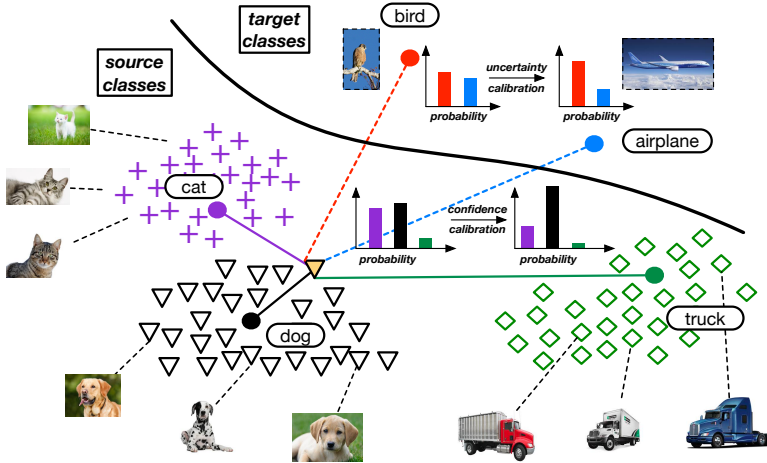 target
classes
bird
source
classes
uncertainty
calibration
probability
probability
airplane
cat
confidence
calibration
probability
probability
dog
truck